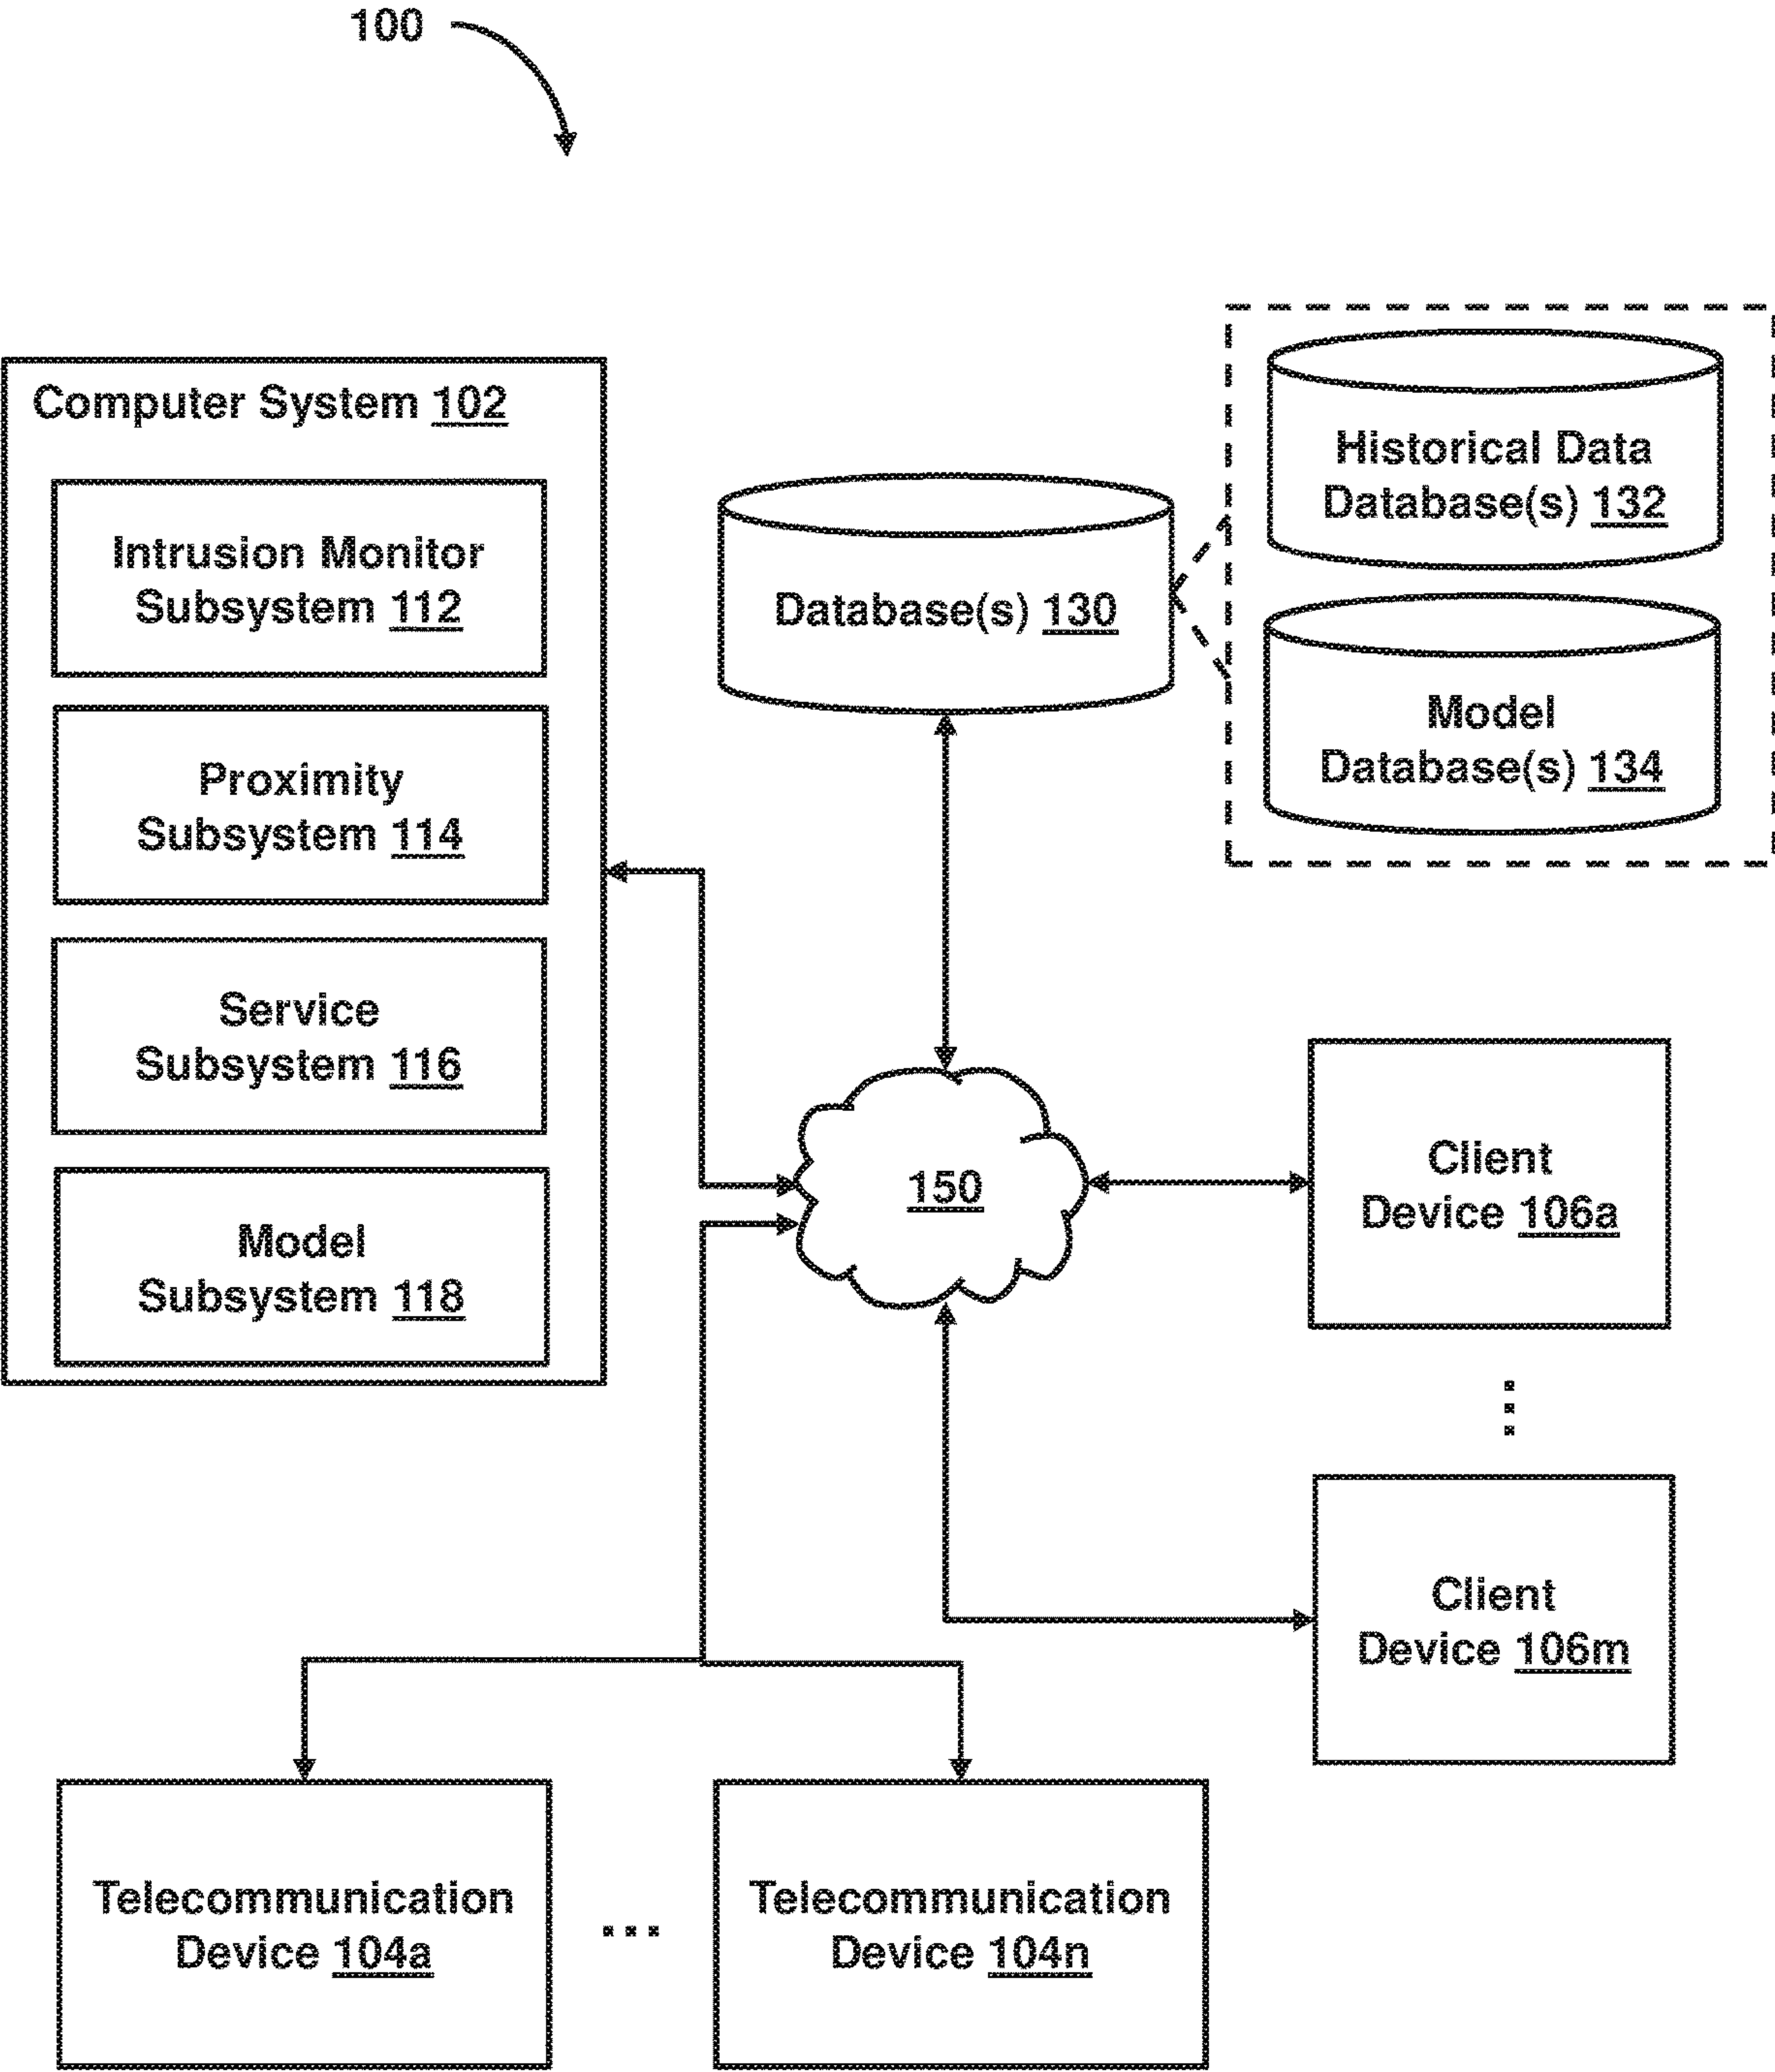 100
Computer System 102
Intrusion Monitor
Subsystem 112
Proximity
Subsystem 114
Service
Subsystem 116
Model
Subsystem 118
Database(s) 130
Historical Data
Database(s) 132
Model
Database(s) 134
150
Client
Device 106a
Client
Device 106m
Telecommunication
Device 104a
...
Telecommunication
Device 104n